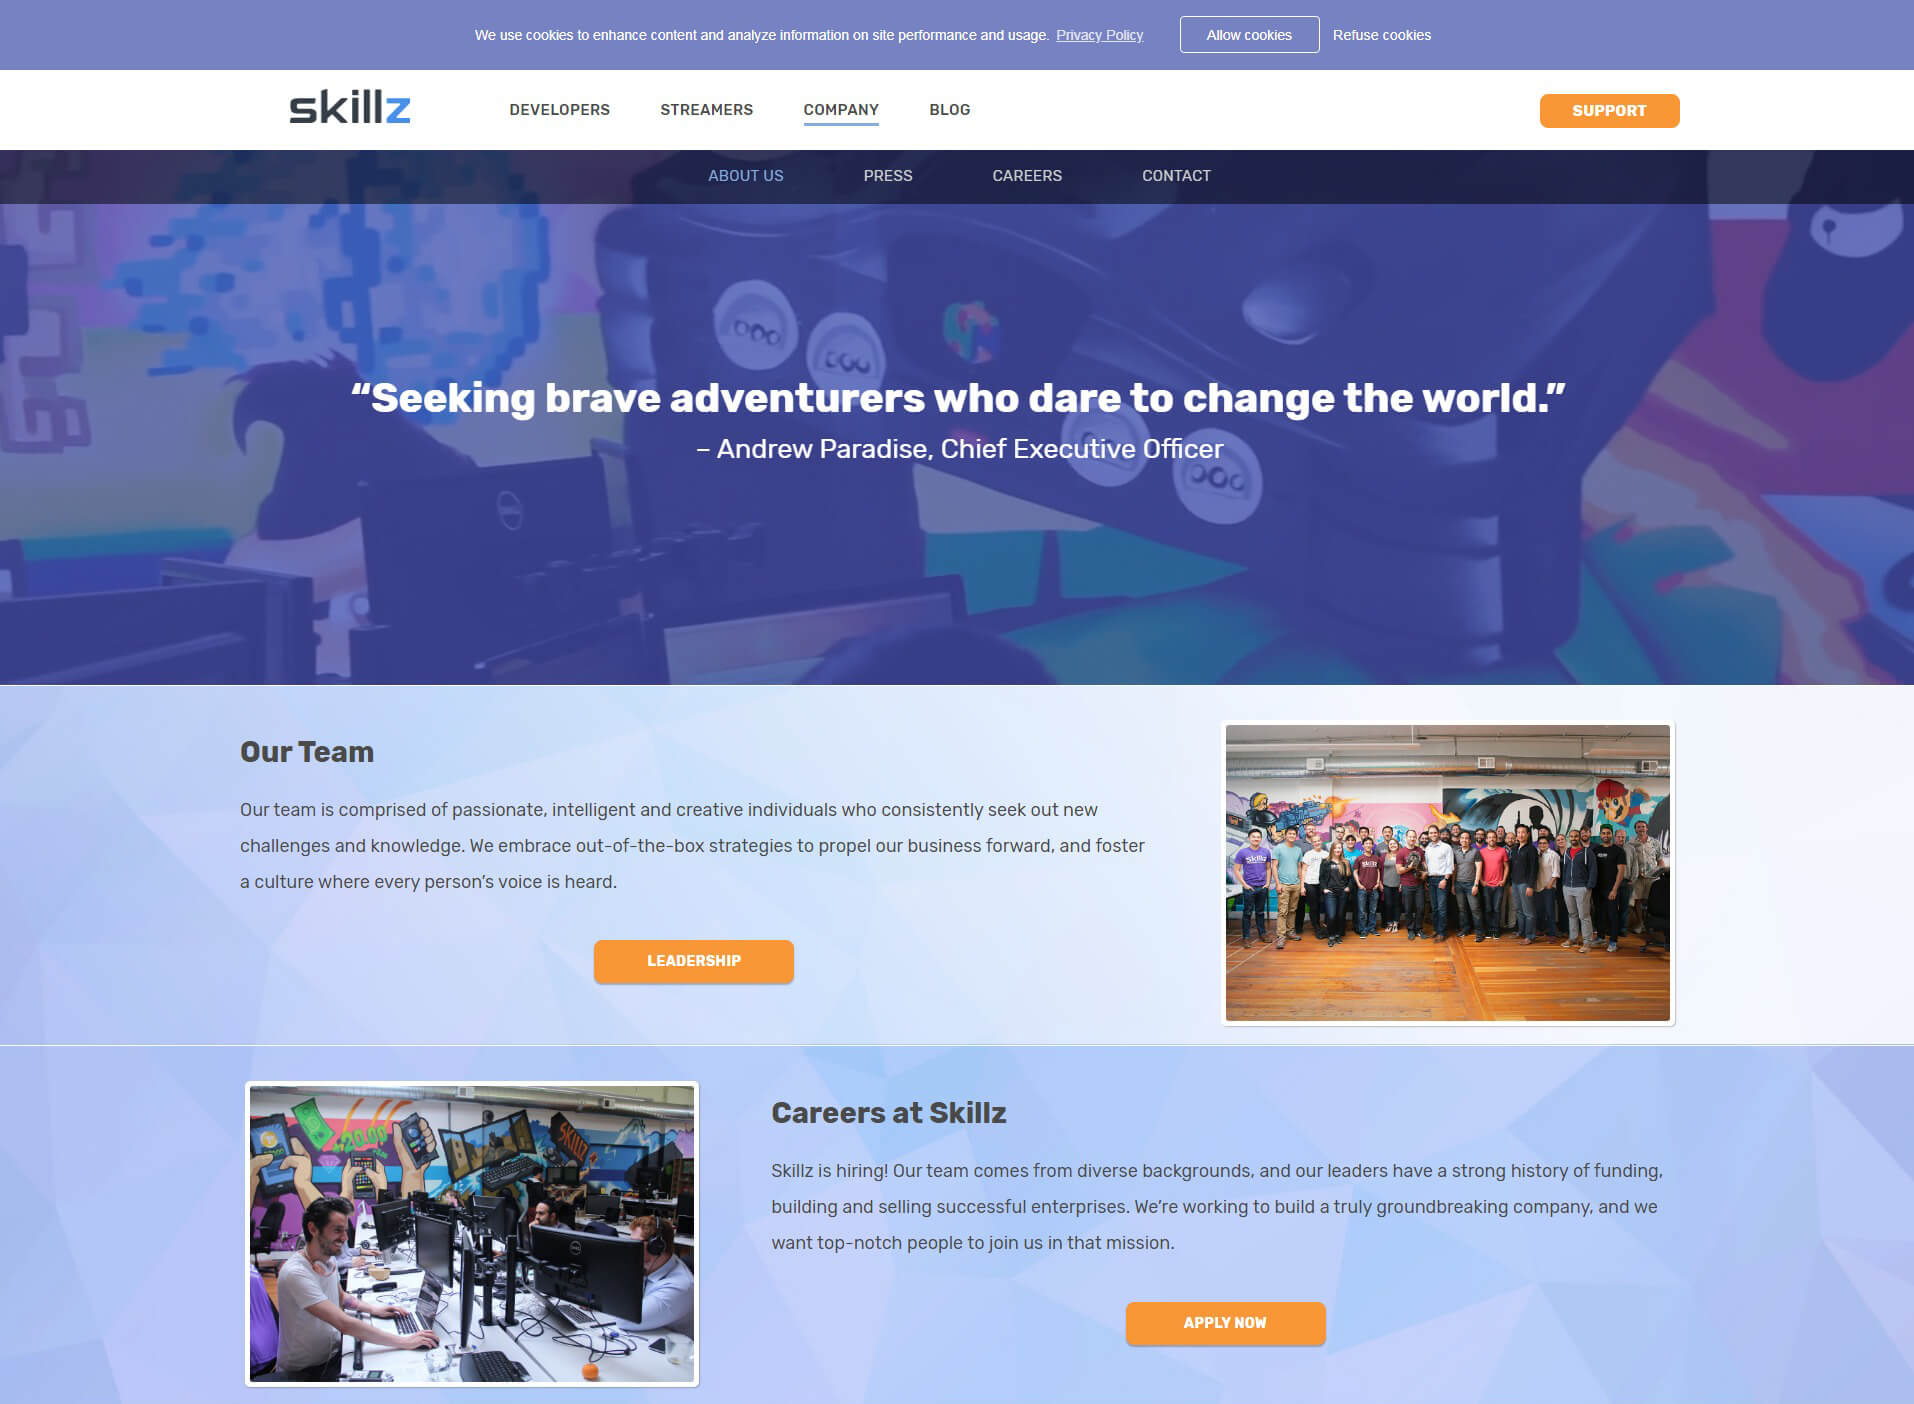 We use cookies to enhance content and analyze information on site performance and usage. Privacy Policy Allow cookies Refuse cookies
skillz DEVELOPERS STREAMERS COMPANY BLOG SUPPORT
ABOUT US PRESS CAREERS CONTACT
“Seeking brave adventurers who dare to change the world.”
– Andrew Paradise, Chief Executive Officer
Our Team
Our team is comprised of passionate, intelligent and creative individuals who consistently seek out new
challenges and knowledge. We embrace out-of-the-box strategies to propel our business forward, and foster
a culture where every person’s voice is heard.
LEADERSHIP
Skillz
+20.00
SKILLZ
Careers at Skillz
Skillz is hiring! Our team comes from diverse backgrounds, and our leaders have a strong history of funding,
building and selling successful enterprises. We’re working to build a truly groundbreaking company, and we
want top-notch people to join us in that mission.
APPLY NOW